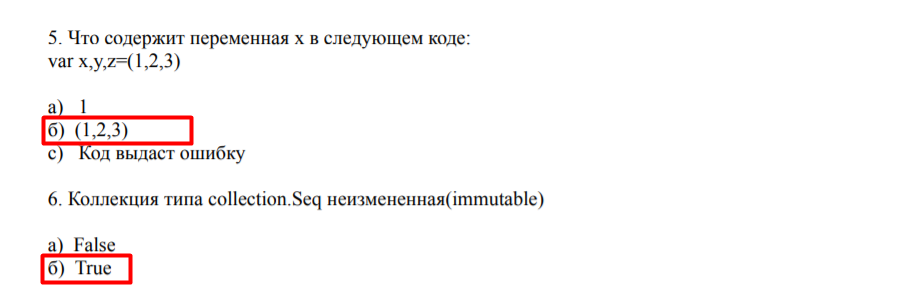 5. Что содержит переменная x в следующем коде:
var x,y,z=(1,2,3)
а) 1
б) (1,2,3)
с) Код выдаст ошибку
6. Коллекция типа collection.Seq неизмененная(immutable)
а) False
б) True